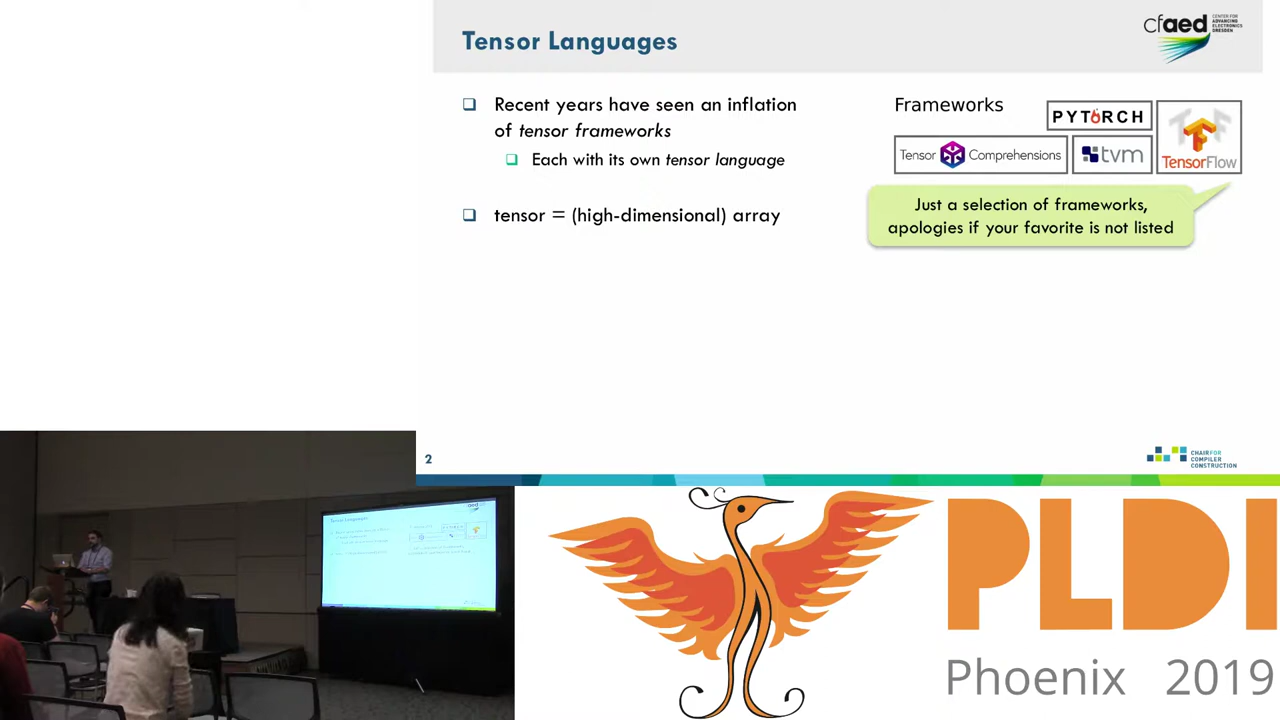 Tensor Languages
cfaed
CENTER FOR
ADVANCING
ELECTRONICS
DRESDEN
❑ Recent years have seen an inflation
of tensor frameworks
❑ Each with its own tensor language
❑ tensor = (high-dimensional) array
Frameworks
PYTORCH
Tensor Comprehensions
tvm
TensorFlow
Just a selection of frameworks,
apologies if your favorite is not listed
2
CHAIR FOR
COMPILER
CONSTRUCTION
Tensor Languages
PLDI
Phoenix 2019